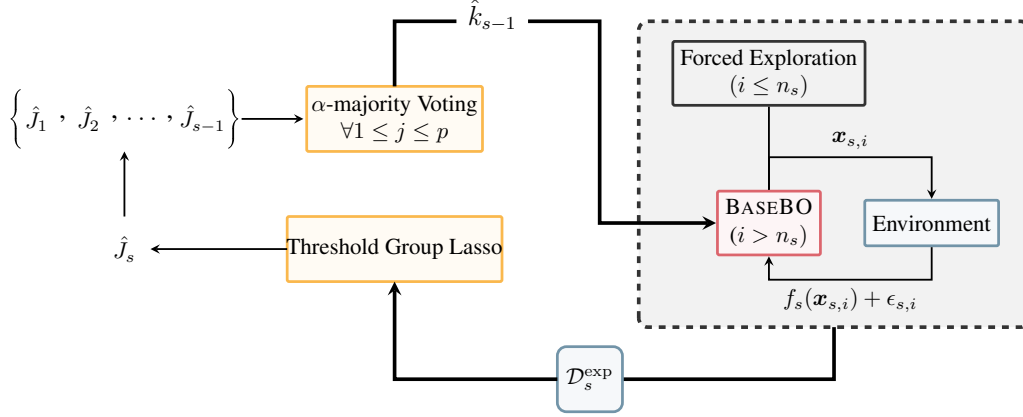 k̂_{s−1}
Forced Exploration
(i ≤ n_s)
{ Ĵ_1 , Ĵ_2 , · · · , Ĵ_{s−1} }
α-majority Voting
∀1 ≤ j ≤ p
x_{s,i}
BASEBO
(i > n_s)
Environment
Threshold Group Lasso
Ĵ_s
f_s(x_{s,i}) + ϵ_{s,i}
D_s^{exp}